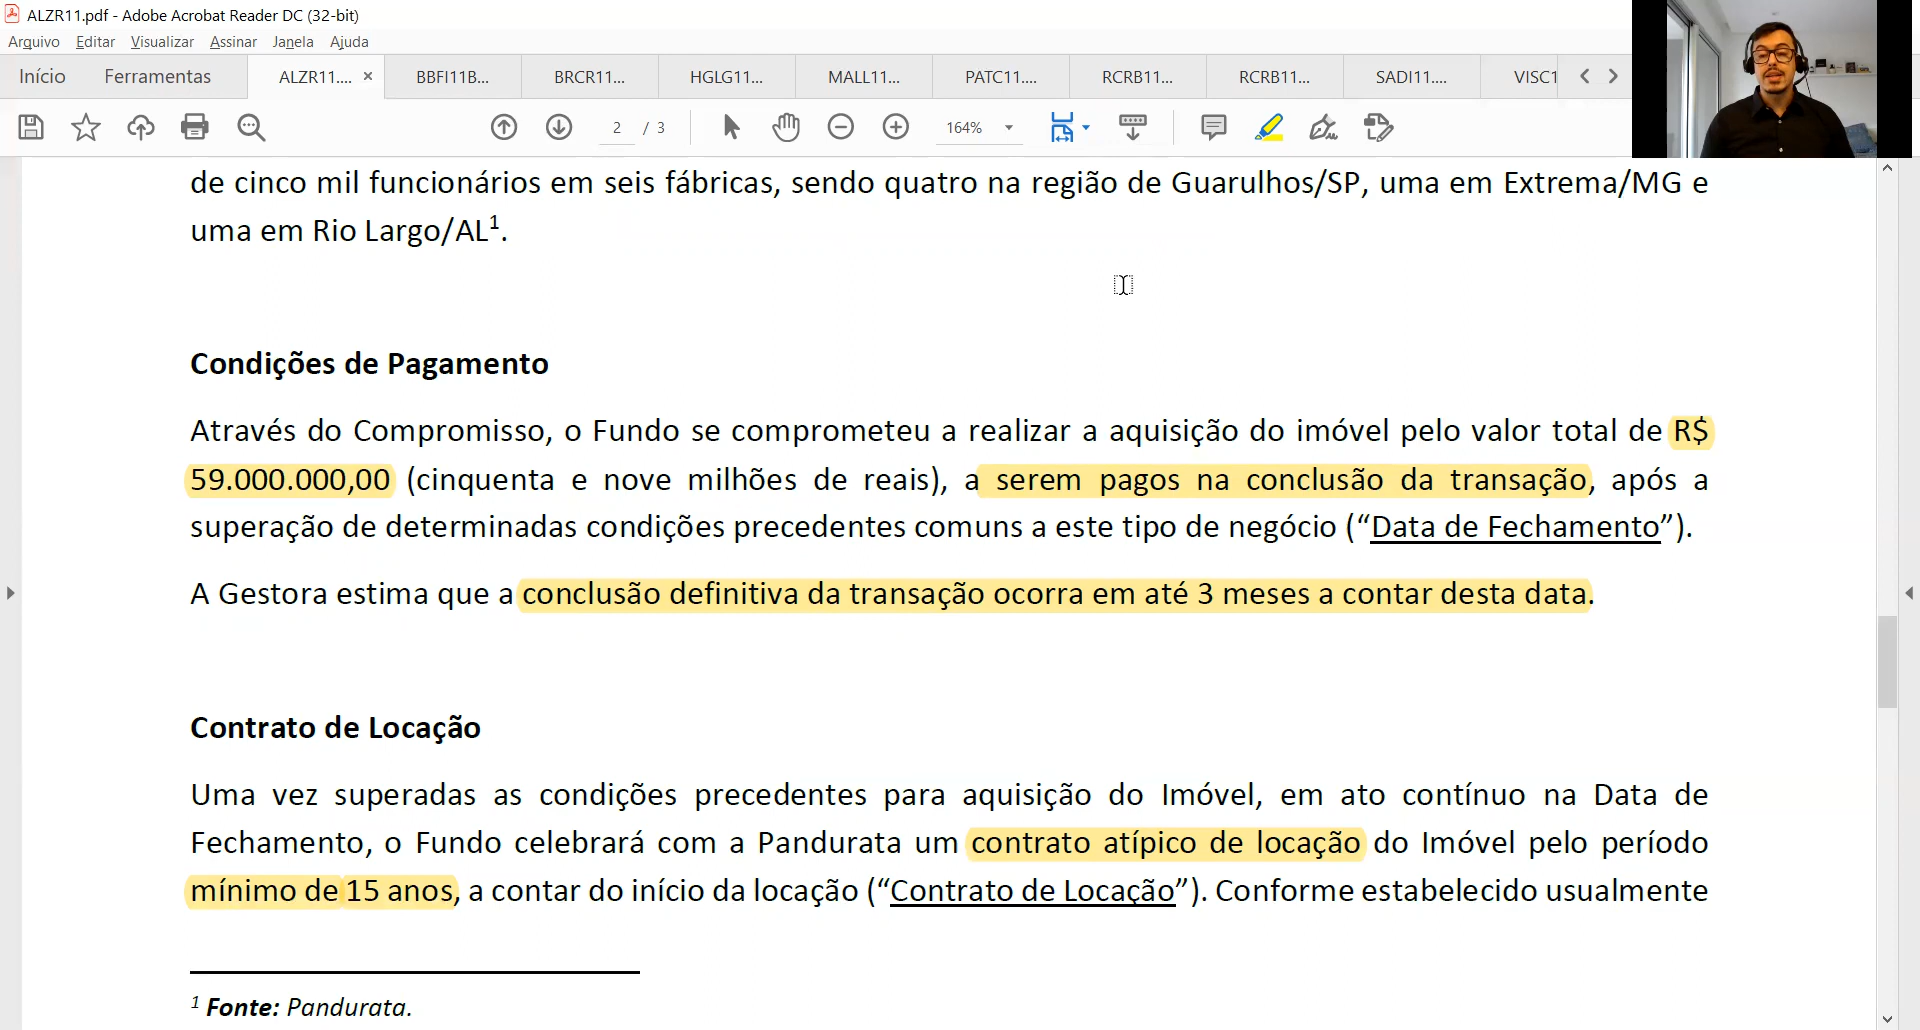 ALZR11.pdf - Adobe Acrobat Reader DC (32-bit)
Arquivo Editar Visualizar Assinar Janela Ajuda
Início Ferramentas ALZR11.... × BBFI11B... BRCR11... HGLG11... MALL11... PATC11.... RCRB11... RCRB11... SADI11.... VISC1
2 / 3 164%
de cinco mil funcionários em seis fábricas, sendo quatro na região de Guarulhos/SP, uma em Extrema/MG e
uma em Rio Largo/AL¹.
Condições de Pagamento
Através do Compromisso, o Fundo se comprometeu a realizar a aquisição do imóvel pelo valor total de R$
59.000.000,00 (cinquenta e nove milhões de reais), a serem pagos na conclusão da transação, após a
superação de determinadas condições precedentes comuns a este tipo de negócio (“Data de Fechamento”).
A Gestora estima que a conclusão definitiva da transação ocorra em até 3 meses a contar desta data.
Contrato de Locação
Uma vez superadas as condições precedentes para aquisição do Imóvel, em ato contínuo na Data de
Fechamento, o Fundo celebrará com a Pandurata um contrato atípico de locação do Imóvel pelo período
mínimo de 15 anos, a contar do início da locação (“Contrato de Locação”). Conforme estabelecido usualmente
¹ Fonte: Pandurata.